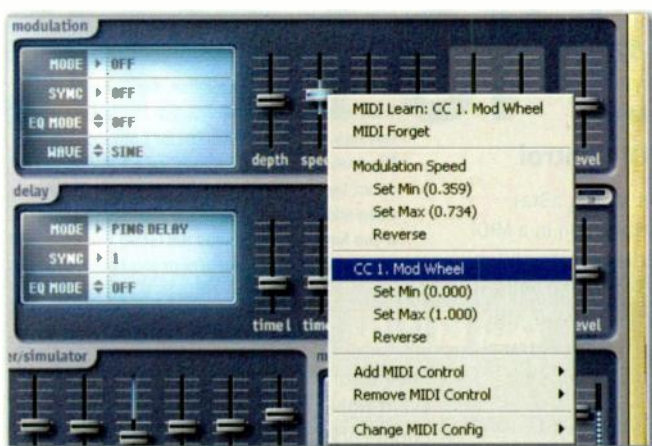 modulation
MODE OFF
SYNC OFF
EQ MODE OFF
WAVE SINE
depth
MIDI Learn: CC 1. Mod Wheel
MIDI Forget
Modulation Speed
Set Min (0.359)
Set Max (0.734)
Reverse
CC 1. Mod Wheel
Set Min (0.000)
Set Max (1.000)
Reverse
Add MIDI Control
Remove MIDI Control
Change MIDI Config
delay
MODE PING DELAY
SYNC 1
EQ MODE OFF
time l
er/simulator